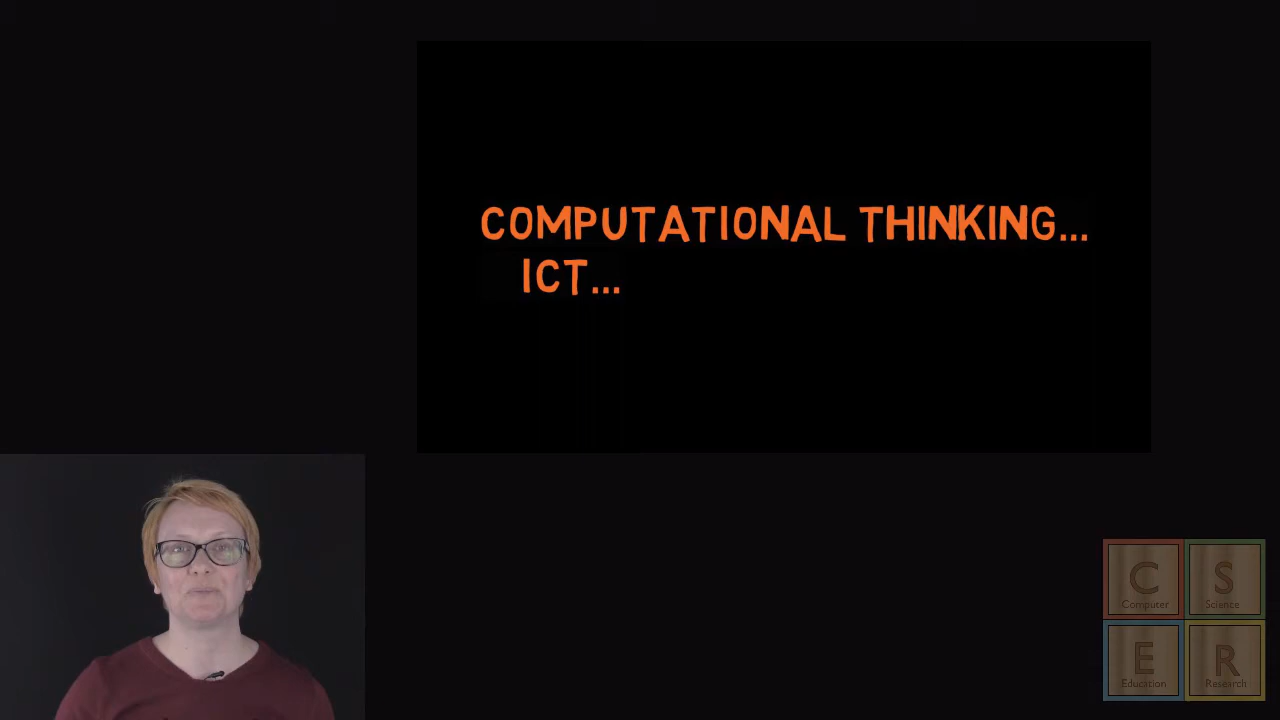 COMPUTATIONAL THINKING...
ICT...
C
Computer
S
Science
E
Education
R
Research